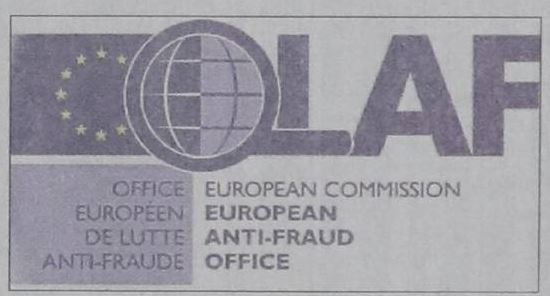 OLAF
OFFICE EUROPEAN COMMISSION
EUROPÉEN EUROPEAN
DE LUTTE ANTI-FRAUD
ANTI-FRAUDE OFFICE